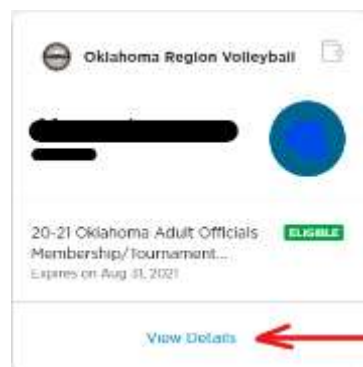 Oklahoma Region Volleyball
20-21 Oklahoma Adult Officials
Membership/Tournament...
ELIGIBLE
Expires on Aug 31, 2021
View Details